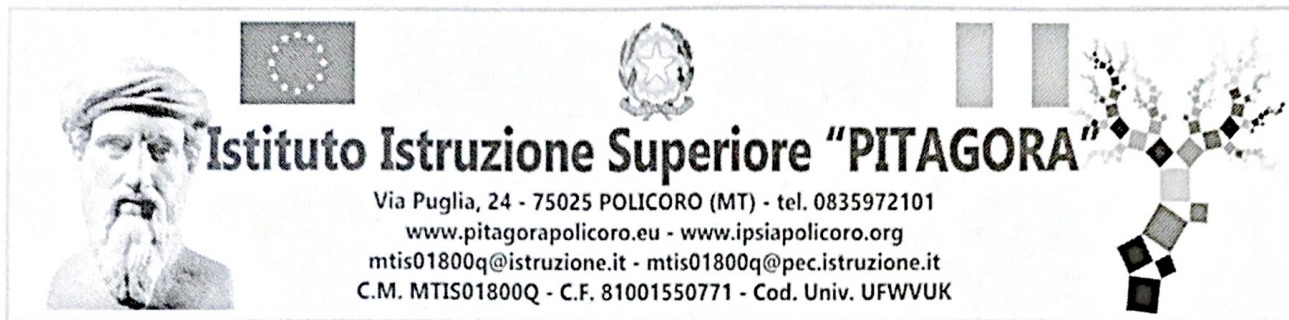 Istituto Istruzione Superiore “PITAGORA”
Via Puglia, 24 - 75025 POLICORO (MT) - tel. 0835972101
www.pitagorapolicoro.eu - www.ipsiapolicoro.org
mtis01800q@istruzione.it - mtis01800q@pec.istruzione.it
C.M. MTIS01800Q - C.F. 81001550771 - Cod. Univ. UFWVUK